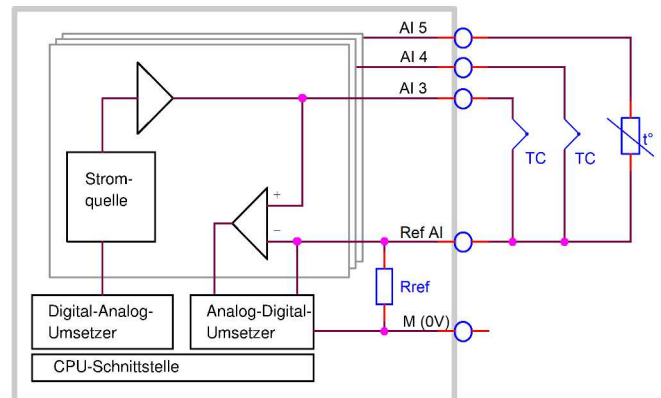 AI 5
AI 4
AI 3
Strom-
quelle
+
−
TC
TC
t°
Ref AI
Rref
Digital-Analog-
Umsetzer
Analog-Digital-
Umsetzer
M (0V)
CPU-Schnittstelle